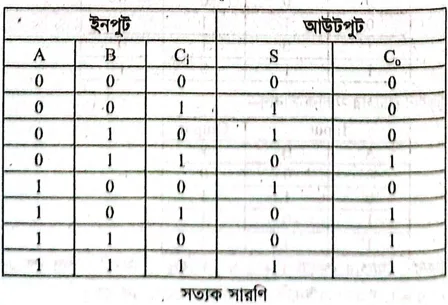 ইনপুট আউটপুট
A B Cᵢ S Cₒ
0 0 0 0 0
0 0 1 1 0
0 1 0 1 0
0 1 1 0 1
1 0 0 1 0
1 0 1 0 1
1 1 0 0 1
1 1 1 1 1
সত্যক সারণি